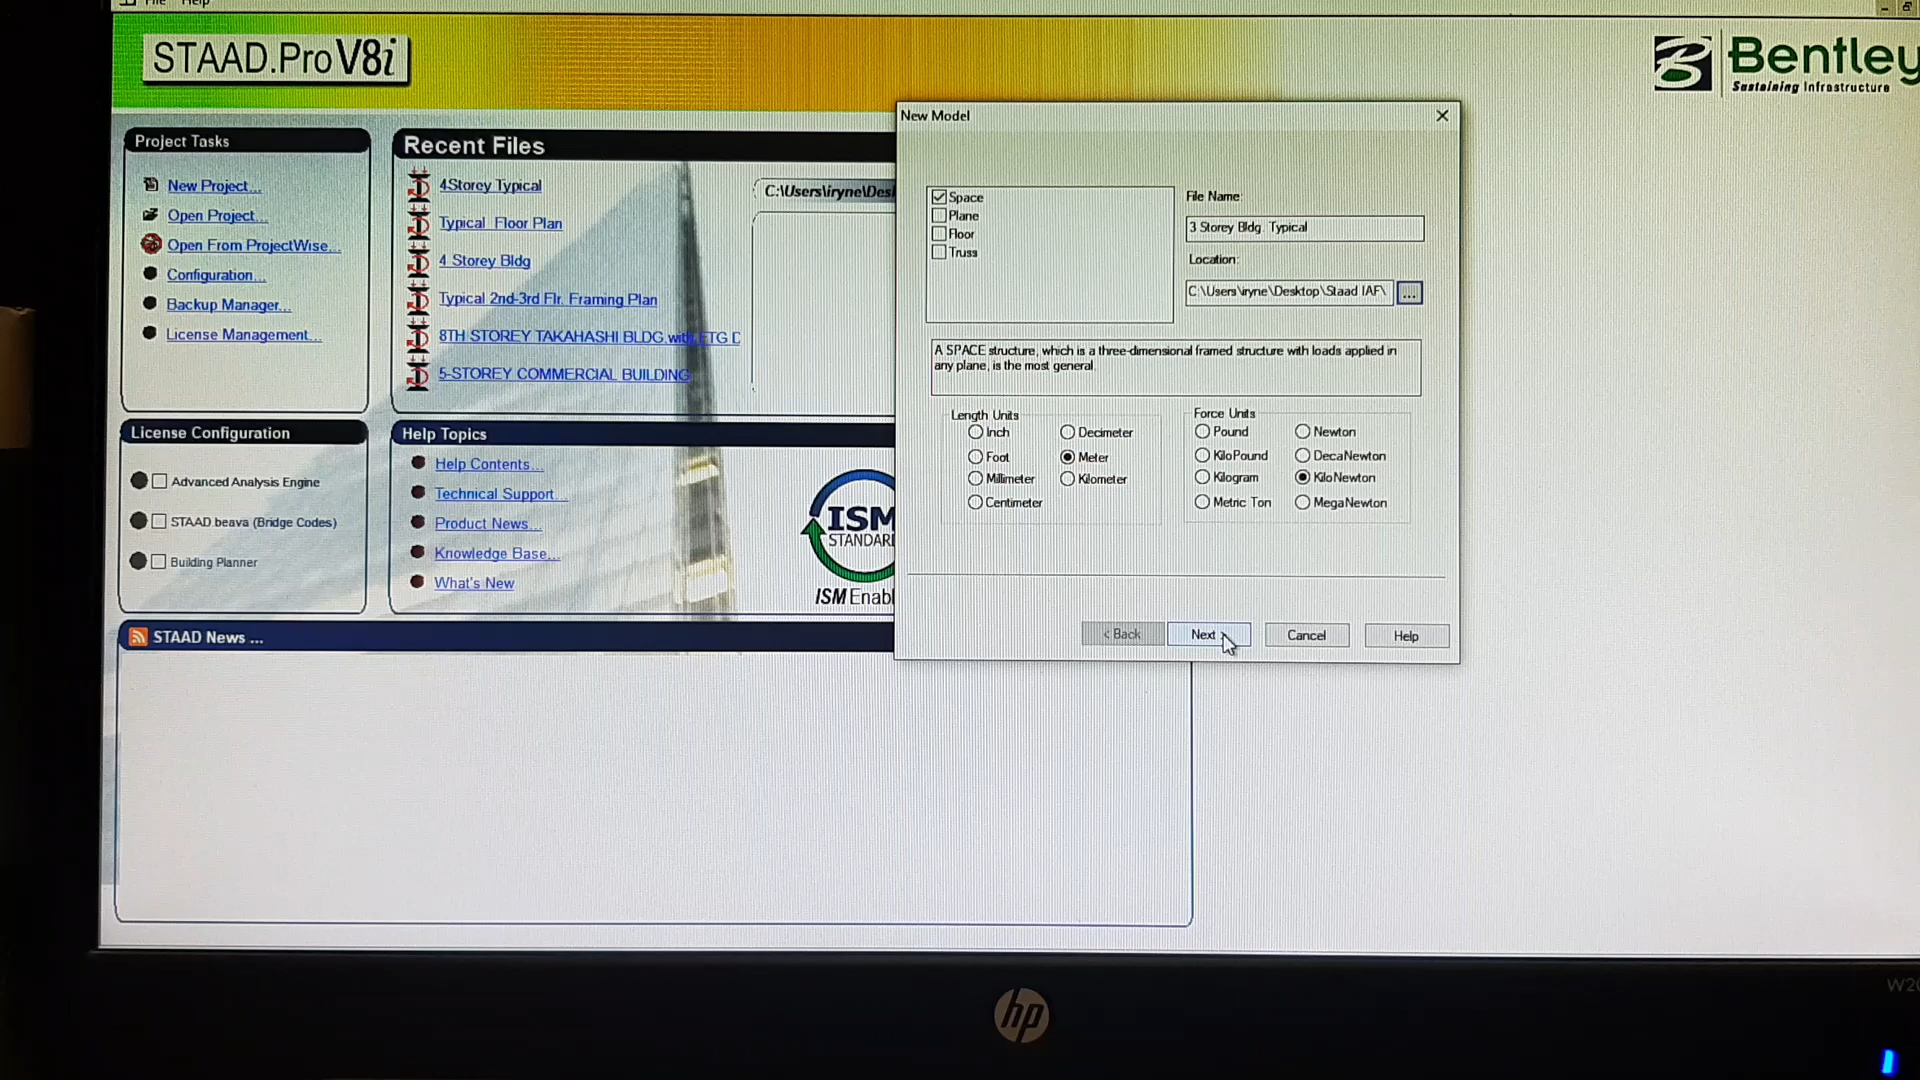 File Help
STAAD.Pro V8i
Bentley
Sustaining Infrastructure
Project Tasks
New Project...
Open Project...
Open From ProjectWise...
Configuration...
Backup Manager...
License Management...
Recent Files
4Storey Typical
Typical Floor Plan
4 Storey Bldg
Typical 2nd-3rd Flr. Framing Plan
8TH STOREY TAKAHASHI BLDG.with FTG D
5-STOREY COMMERCIAL BUILDING
C:\Users\iryne\Des
License Configuration
Advanced Analysis Engine
STAAD.beava (Bridge Codes)
Building Planner
Help Topics
Help Contents...
Technical Support...
Product News...
Knowledge Base...
What's New
ISM
STANDARD
ISM Enabl
STAAD News ...
New Model
Space
Plane
Floor
Truss
File Name:
3 Storey Bldg. Typical
Location:
C:\Users\iryne\Desktop\Staad IAF\
...
A SPACE structure, which is a three-dimensional framed structure with loads applied in
any plane, is the most general.
Length Units
Inch
Foot
Millimeter
Centimeter
Decimeter
Meter
Kilometer
Force Units
Pound
KiloPound
Kilogram
Metric Ton
Newton
DecaNewton
KiloNewton
MegaNewton
< Back
Next >
Cancel
Help
hp
W20